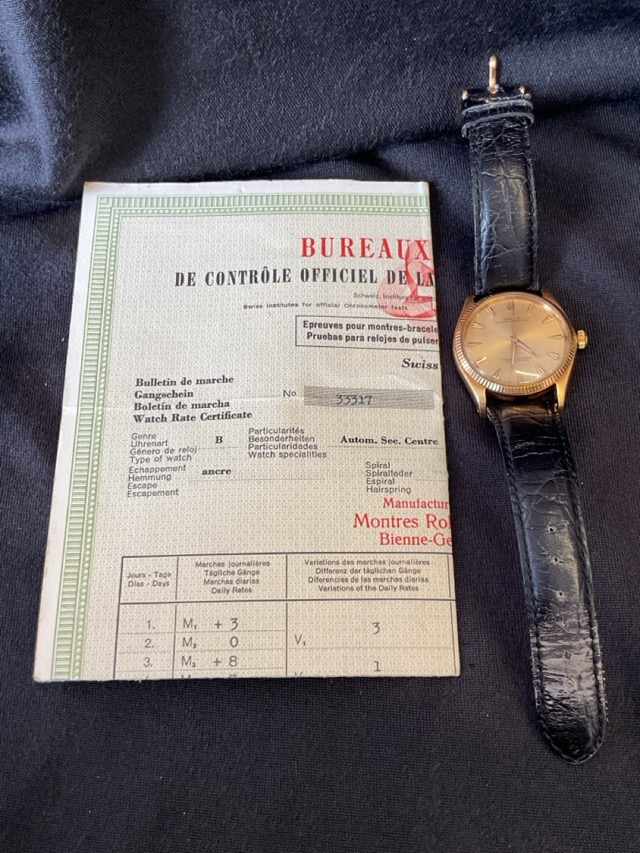 BUREAUX
DE CONTRÔLE OFFICIEL DE LA
Schweiz. Institute
Swiss Institutes for official Chronometer tests
Epreuves pour montres-bracele
Pruebas para relojes de pulser
Swiss
Bulletin de marche
Gangschein
Boletin de marcha
Watch Rate Certificate
No 33317
Genre
Uhrenart
Género de reloj
Type of watch
B
Particularités
Besonderheiten
Particularidades
Watch specialities
Autom. Sec. Centre
Echappement
Hemmung
Escape
Escapement
ancre
Spiral
Spiralfeder
Espiral
Hairspring
Manufactur
Montres Rol
Bienne-Ge
Jours - Tage
Días - Days
Marches journalières
Tägliche Gänge
Marchas diarias
Daily Rates
Variations des marches journalières
Differenz der täglichen Gänge
Diferencias de las marchas diarias
Variations of the Daily Rates
1. M₁ + 3
3
2. M₂ 0
V₁
3. M₃ + 8
1